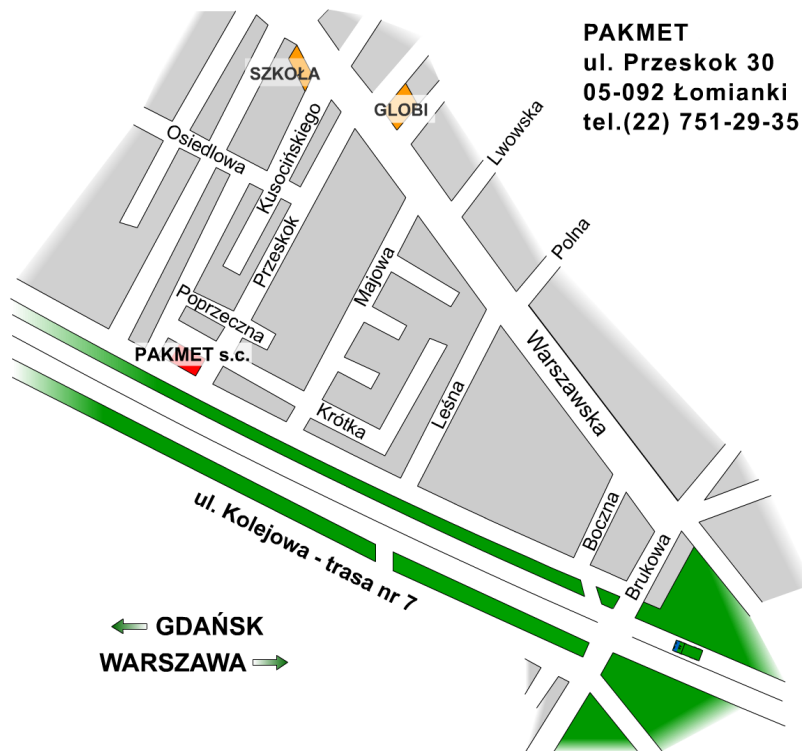 PAKMET
ul. Przeskok 30
05-092 Łomianki
tel.(22) 751-29-35
SZKOŁA
GLOBI
Osiedlowa
Kusocińskiego
Lwowska
Przeskok
Polna
Majowa
Poprzeczna
PAKMET s.c.
Warszawska
Krótka
Leśna
Boczna
Brukowa
ul. Kolejowa - trasa nr 7
GDAŃSK
WARSZAWA